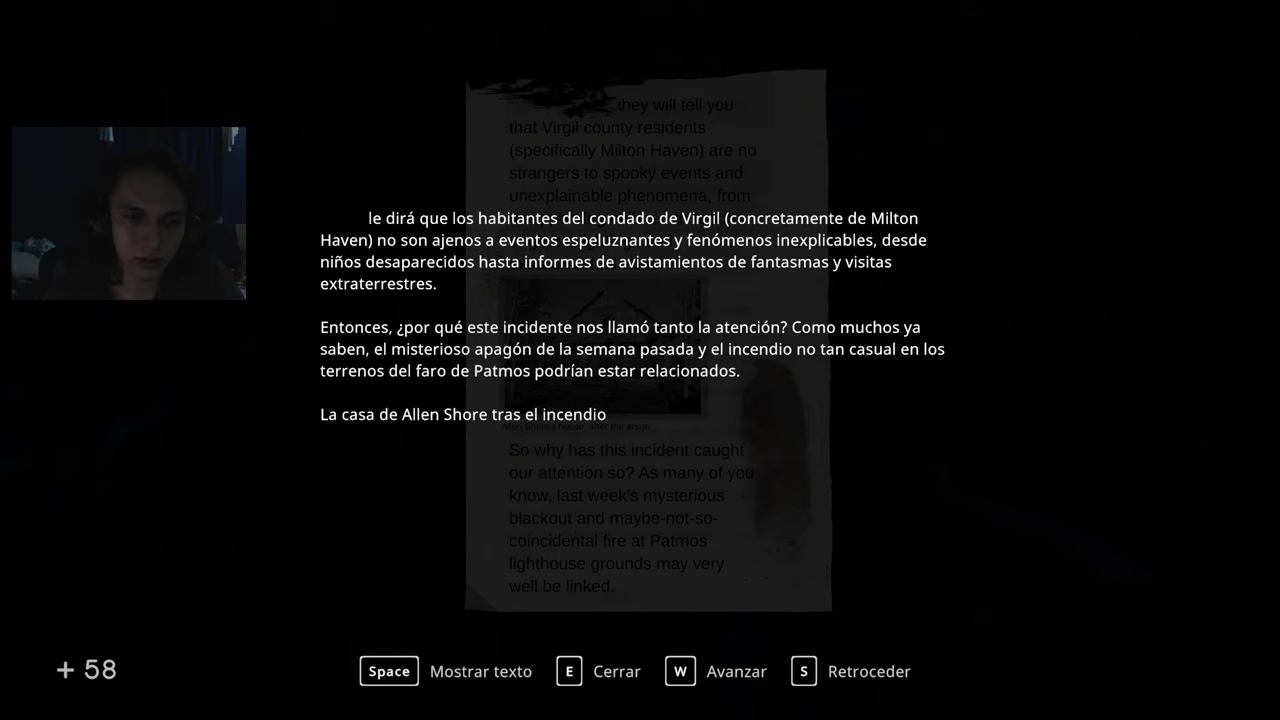 they will tell you
that Virgil county residents
(specifically Milton Haven) are no
strangers to spooky events and
unexplainable phenomena, from
le dirá que los habitantes del condado de Virgil (concretamente de Milton
Haven) no son ajenos a eventos espeluznantes y fenómenos inexplicables, desde
niños desaparecidos hasta informes de avistamientos de fantasmas y visitas
extraterrestres.
Entonces, ¿por qué este incidente nos llamó tanto la atención? Como muchos ya
saben, el misterioso apagón de la semana pasada y el incendio no tan casual en los
terrenos del faro de Patmos podrían estar relacionados.
La casa de Allen Shore tras el incendio
Allen Shore's house, after the arson
So why has this incident caught
our attention so? As many of you
know, last week's mysterious
blackout and maybe-not-so-
coincidental fire at Patmos
lighthouse grounds may very
well be linked.
+ 58
Space Mostrar texto E Cerrar W Avanzar S Retroceder